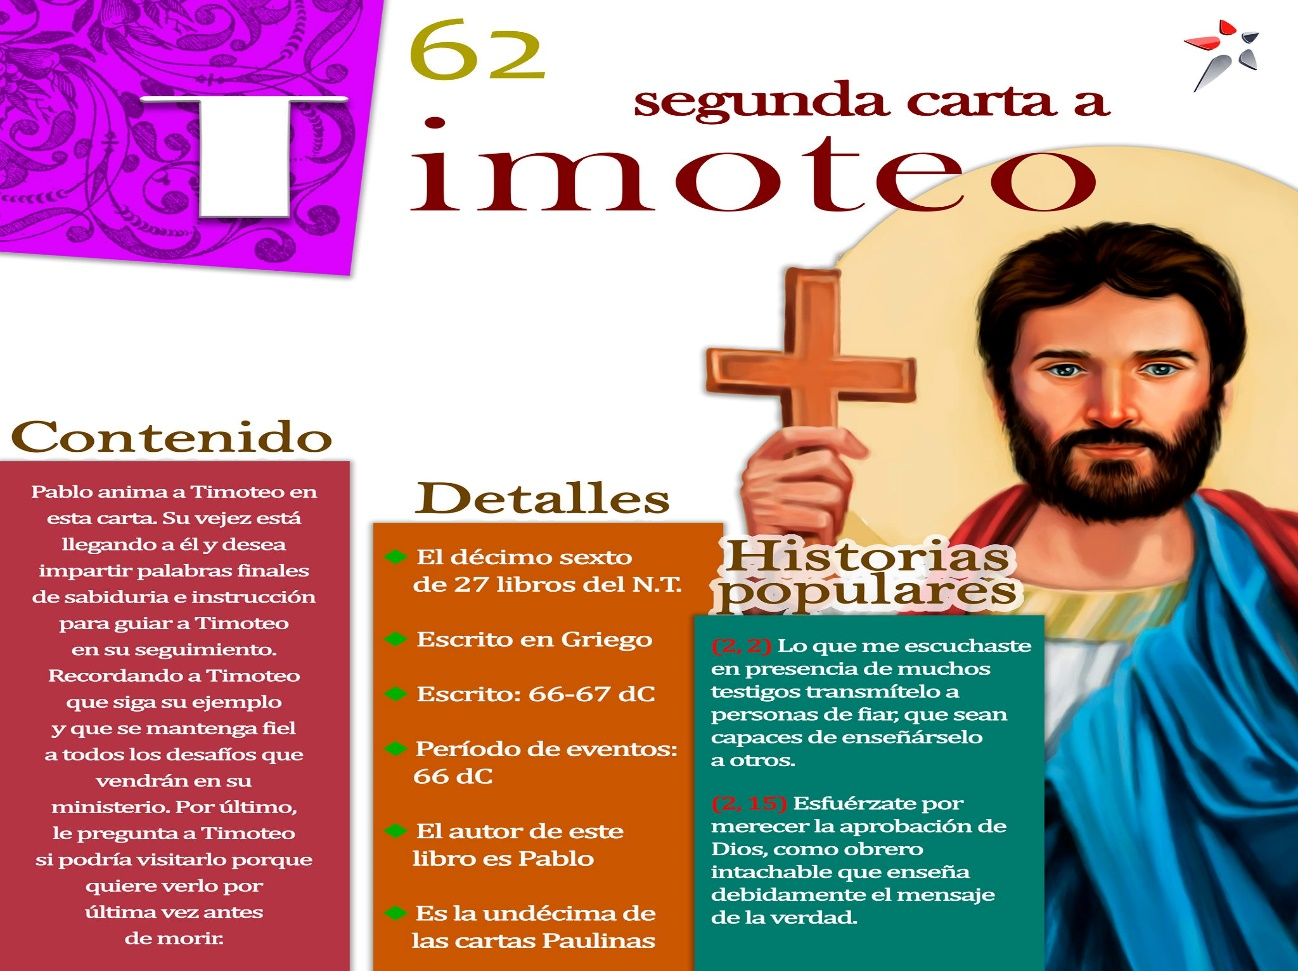 62
segunda carta a
Timoteo
Contenido
Pablo anima a Timoteo en
esta carta. Su vejez está
llegando a él y desea
impartir palabras finales
de sabiduria e instrucción
para guiar a Timoteo
en su seguimiento.
Recordando a Timoteo
que siga su ejemplo
y que se mantenga fiel
a todos los desafíos que
vendrán en su
ministerio. Por último,
le pregunta a Timoteo
si podría visitarlo porque
quiere verlo por
última vez antes
de morir.
Detalles
El décimo sexto
de 27 libros del N.T.
Escrito en Griego
Escrito: 66-67 dC
Período de eventos:
66 dC
El autor de este
libro es Pablo
Es la undécima de
las cartas Paulinas
Historias
populares
(2, 2) Lo que me escuchaste
en presencia de muchos
testigos transmítelo a
personas de fiar, que sean
capaces de enseñárselo
a otros.
(2, 15) Esfuérzate por
merecer la aprobación de
Dios, como obrero
intachable que enseña
debidamente el mensaje
de la verdad.